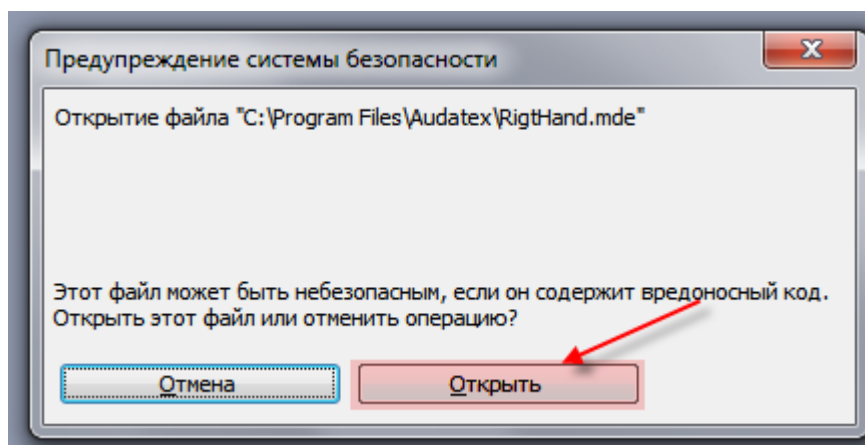 Предупреждение системы безопасности
Открытие файла "C:\Program Files\Audatex\RigtHand.mde"
Этот файл может быть небезопасным, если он содержит вредоносный код.
Открыть этот файл или отменить операцию?
Отмена
Открыть